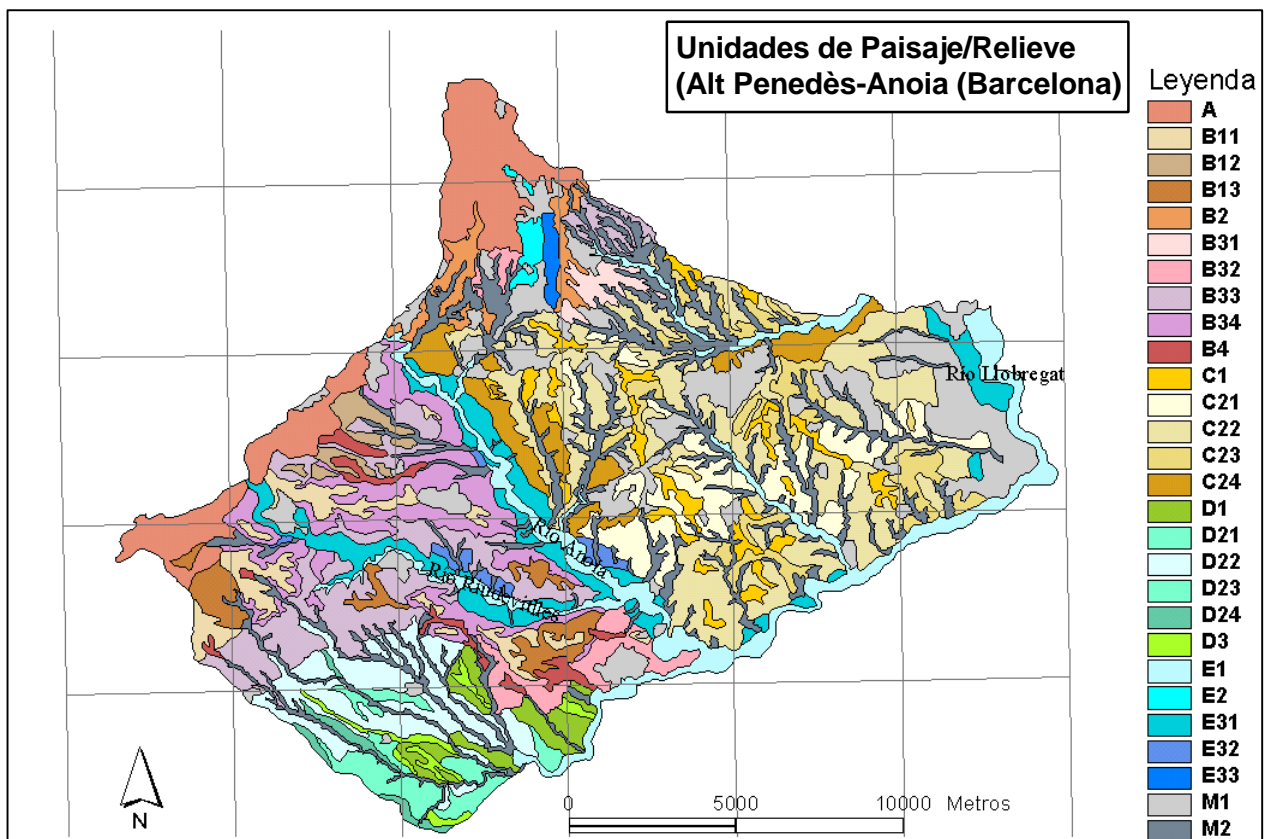 Unidades de Paisaje/Relieve
(Alt Penedès-Anoia (Barcelona)
Leyenda
A
B11
B12
B13
B2
B31
B32
B33
B34
B4
C1
C21
C22
C23
C24
D1
D21
D22
D23
D24
D3
E1
E2
E31
E32
E33
M1
M2
Río Llobregat
Río Anoia
Río Riudevitlles
0 5000 10000 Metros
N